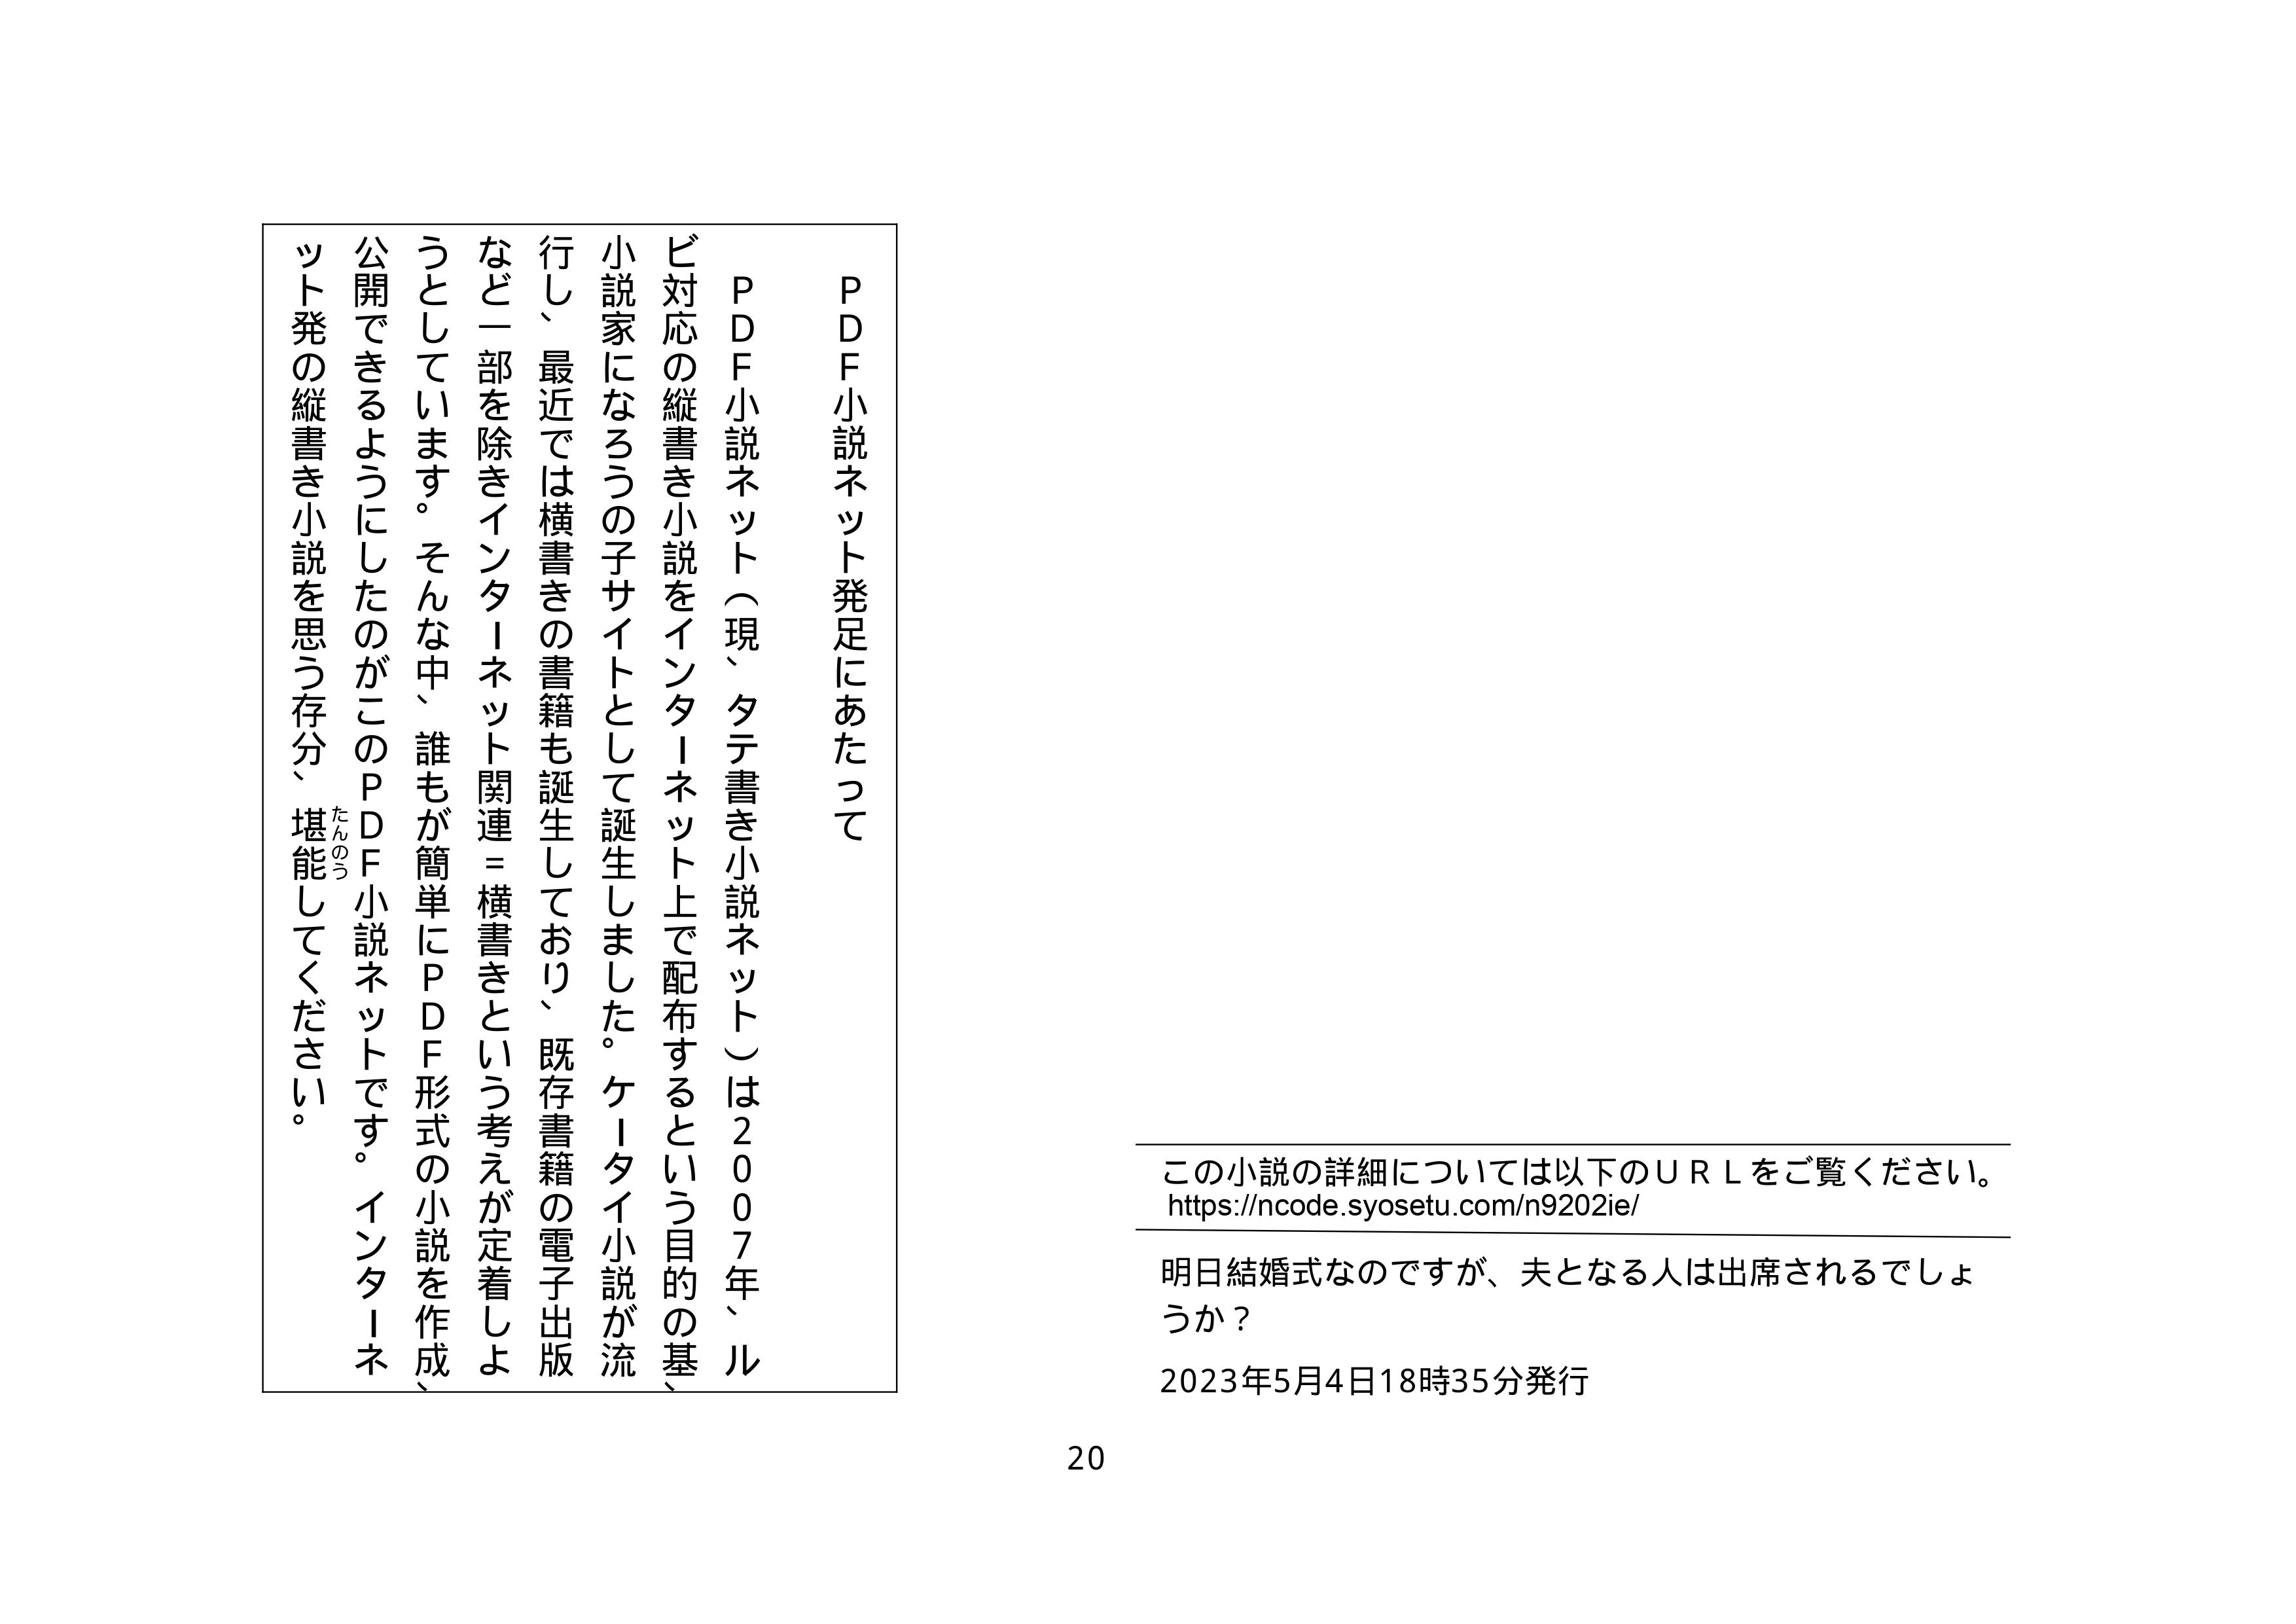 この小説の詳細については以下のＵＲＬをご覧ください。
https://ncode.syosetu.com/n9202ie/
明日結婚式なのですが、夫となる人は出席されるでしょ
うか？
2023年5月4日18時35分発行
ＰＤＦ小説ネット発足にあたって
ＰＤＦ小説ネット（現、タテ書き小説ネット）は２００７年、ル
ビ対応の縦書き小説をインターネット上で配布するという目的の基、
小説家になろうの子サイトとして誕生しました。ケータイ小説が流
行し、最近では横書きの書籍も誕生しており、既存書籍の電子出版
など一部を除きインターネット関連＝横書きという考えが定着しよ
うとしています。そんな中、誰もが簡単にＰＤＦ形式の小説を作成、
公開できるようにしたのがこのＰＤＦ小説ネットです。インターネ
たんのう
ット発の縦書き小説を思う存分、堪能してください。
20